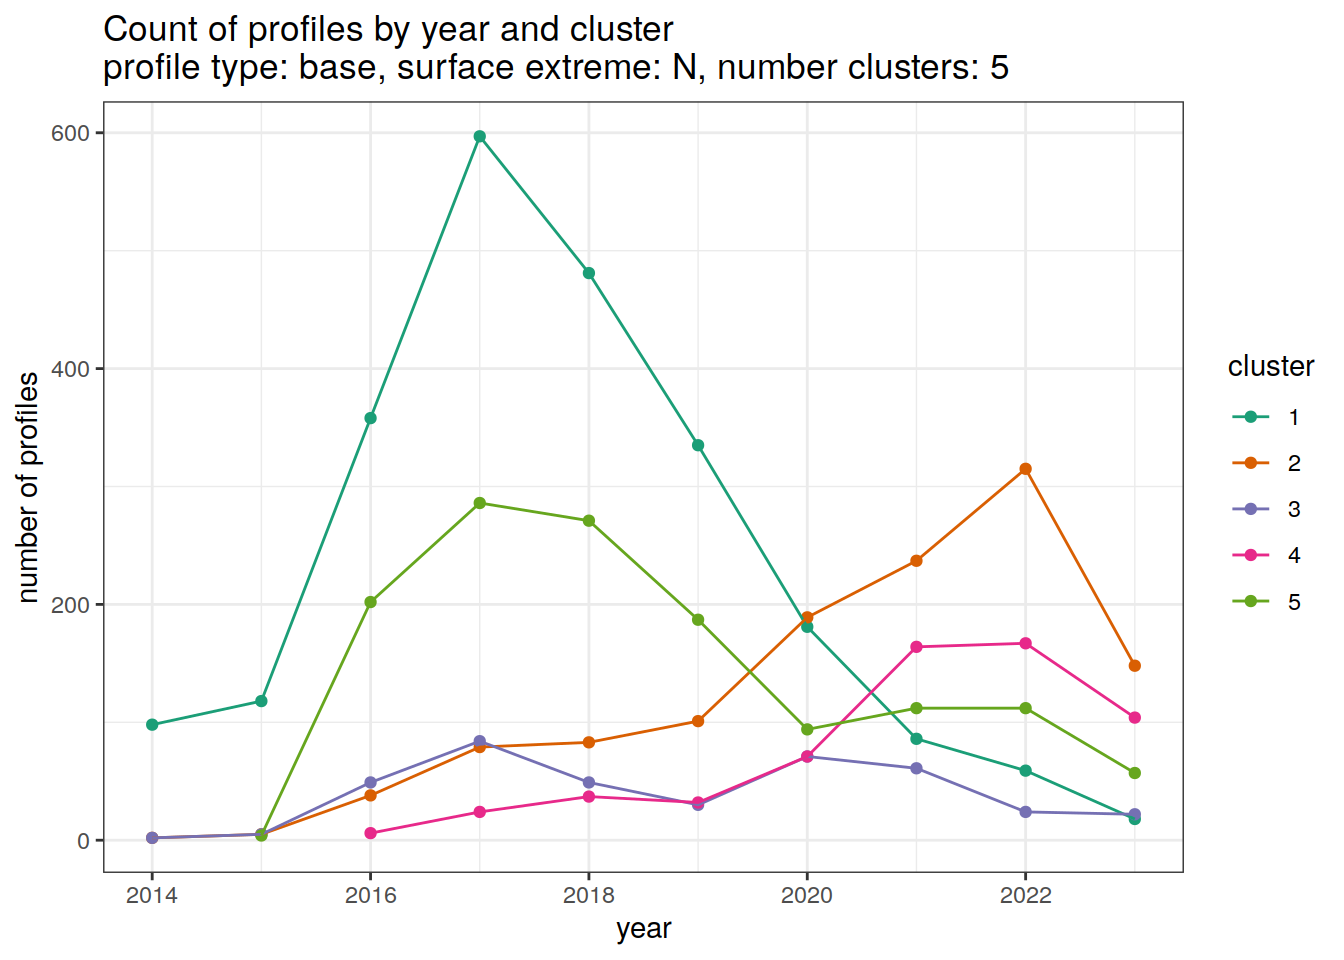 Count of profiles by year and cluster
profile type: base, surface extreme: N, number clusters: 5
600
400
200
0
number of profiles
2014 2016 2018 2020 2022
year
cluster
1
2
3
4
5